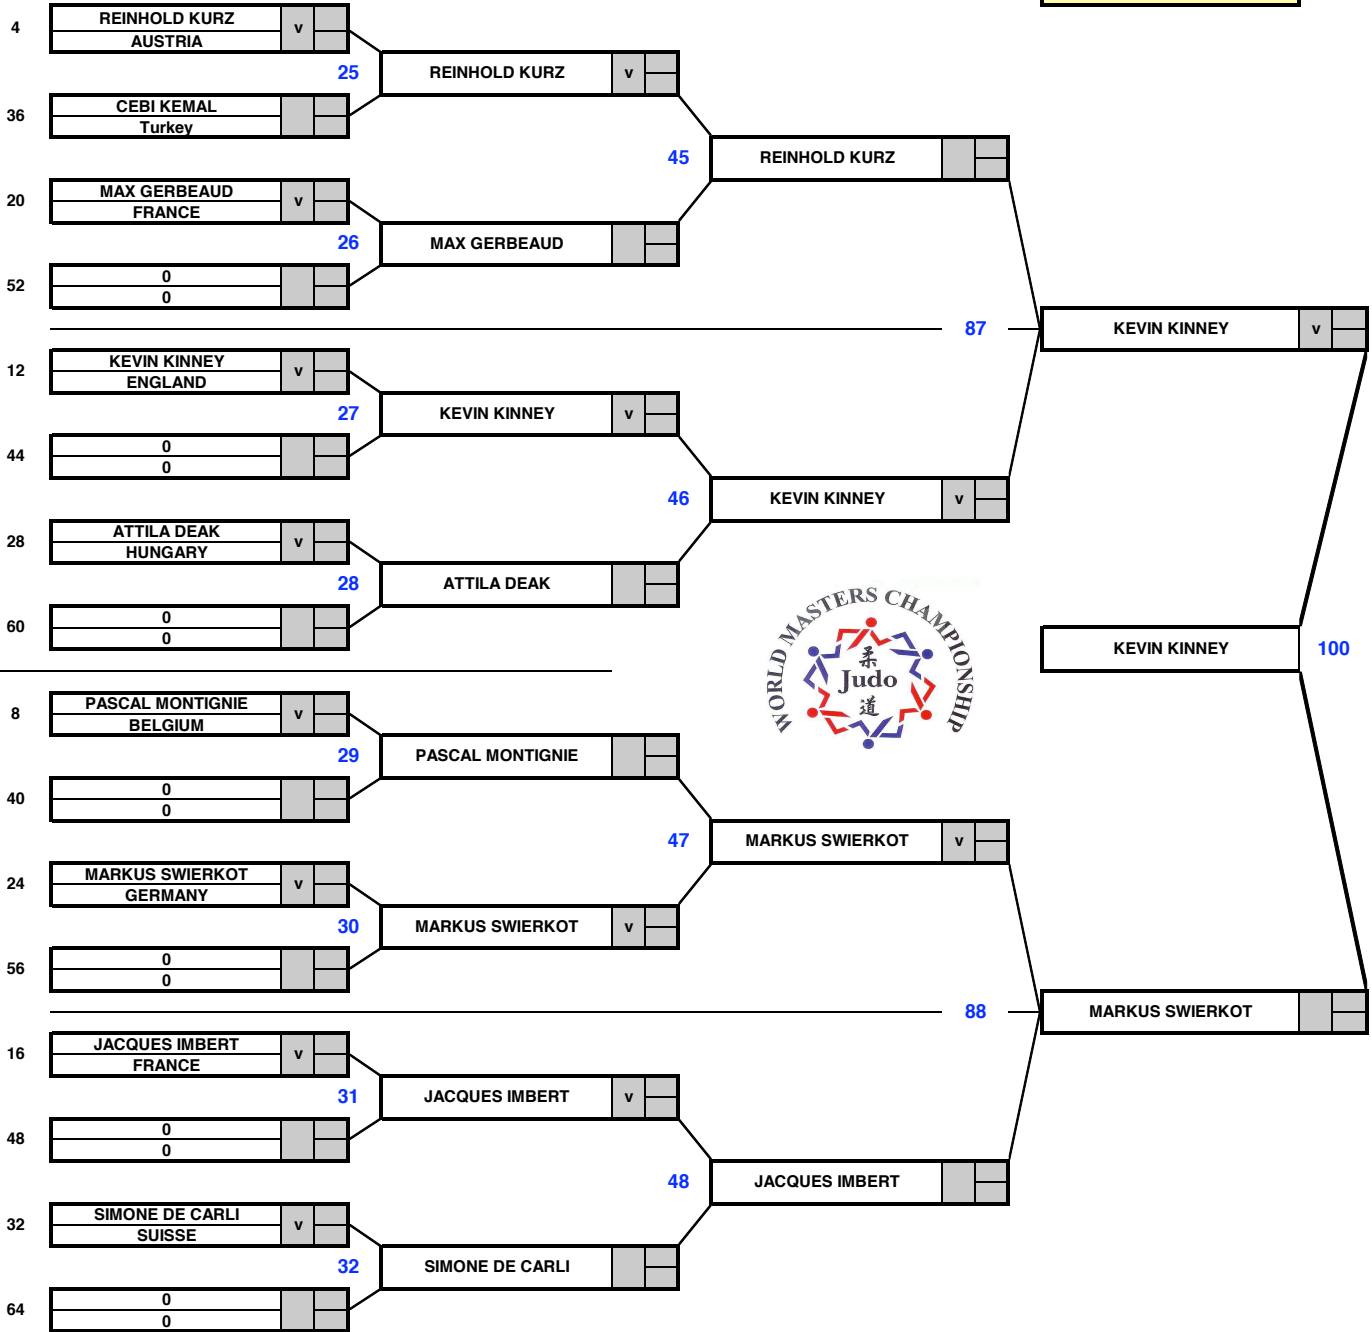 4
REINHOLD KURZ
v
AUSTRIA
25
REINHOLD KURZ
v
36
CEBI KEMAL
Turkey
45
REINHOLD KURZ
20
MAX GERBEAUD
v
FRANCE
26
MAX GERBEAUD
52
0
0
87
KEVIN KINNEY
v
12
KEVIN KINNEY
v
ENGLAND
27
KEVIN KINNEY
v
44
0
0
46
KEVIN KINNEY
v
28
ATTILA DEAK
v
HUNGARY
28
ATTILA DEAK
60
0
0
WORLD MASTERS CHAMPIONSHIP
柔
Judo
道
KEVIN KINNEY
100
8
PASCAL MONTIGNIE
v
BELGIUM
29
PASCAL MONTIGNIE
40
0
0
47
MARKUS SWIERKOT
v
24
MARKUS SWIERKOT
v
GERMANY
30
MARKUS SWIERKOT
v
56
0
0
88
MARKUS SWIERKOT
16
JACQUES IMBERT
v
FRANCE
31
JACQUES IMBERT
v
48
0
0
48
JACQUES IMBERT
32
SIMONE DE CARLI
v
SUISSE
32
SIMONE DE CARLI
64
0
0